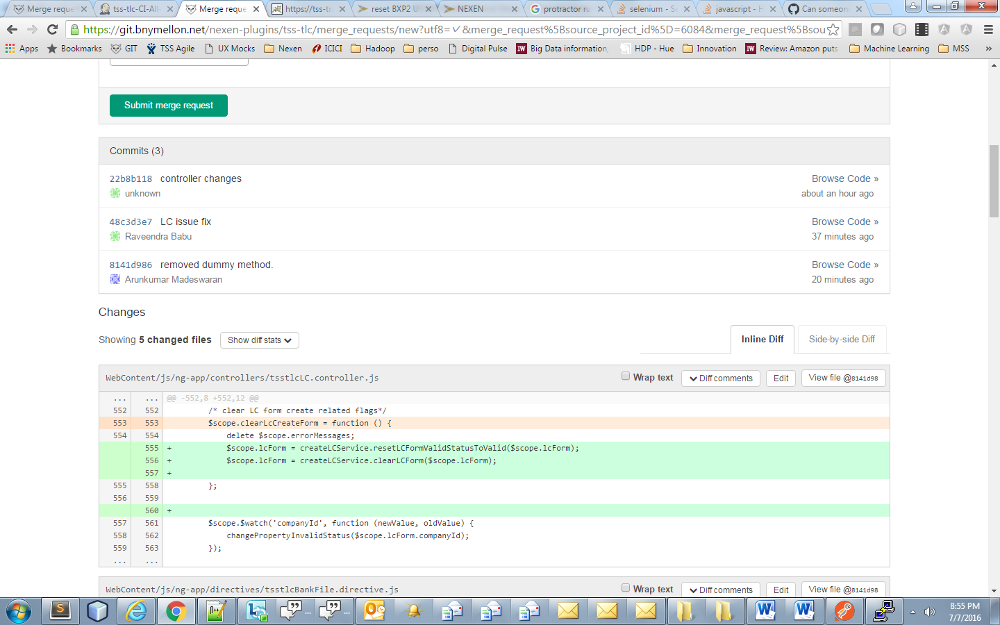 Merge reque
tss-tlc-CI-All-
Merge reque
https://tss-tra
reset BXP2 U
NEXEN
protractor ru
selenium - Se
javascript - H
Can someon
https://git.bnymellon.net/nexen-plugins/tss-tlc/merge_requests/new?utf8=✓&merge_request%5Bsource_project_id%5D=6084&merge_request%5Bsou
Apps
Bookmarks
GIT
TSS Agile
UX Mocks
Nexen
ICICI
Hadoop
perso
Digital Pulse
IW Big Data information,
HDP - Hue
Innovation
IW Review: Amazon puts
Machine Learning
MSS
»
Submit merge request
Commits (3)
22b8b118 controller changes Browse Code »
unknown about an hour ago
48c3d3e7 LC issue fix Browse Code »
Raveendra Babu 37 minutes ago
8141d986 removed dummy method. Browse Code »
Arunkumar Madeswaran 20 minutes ago
Changes
Showing 5 changed files Show diff stats Inline Diff Side-by-side Diff
WebContent/js/ng-app/controllers/tsstlcLC.controller.js Wrap text Diff comments Edit View file @8141d98
... ... @@ -552,8 +552,12 @@
552 552 /* clear LC form create related flags*/
553 553 $scope.clearLcCreateForm = function () {
554 554 delete $scope.errorMessages;
555 + $scope.lcForm = createLCService.resetLCFormValidStatusToValid($scope.lcForm);
556 + $scope.lcForm = createLCService.clearLCForm($scope.lcForm);
557 +
555 558 };
556 559
560 +
557 561 $scope.$watch('companyId', function (newValue, oldValue) {
558 562 changePropertyInvalidStatus($scope.lcForm.companyId);
559 563 });
... ...
WebContent/js/ng-app/directives/tsstlcBankFile.directive.js Wrap text Diff comments Edit View file @8141d98
8:55 PM
7/7/2016